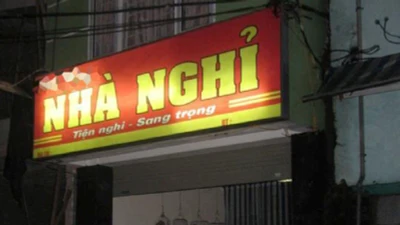 NHÀ NGHỈ
Tiện nghi - Sang trọng